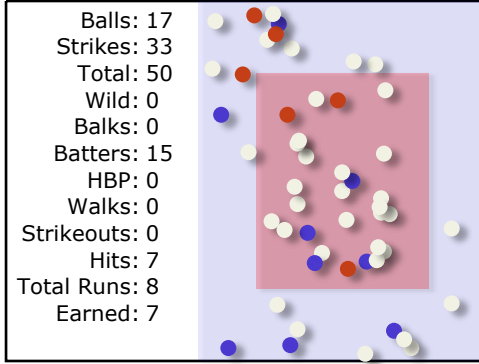 Balls: 17
Strikes: 33
Total: 50
Wild: 0
Balks: 0
Batters: 15
HBP: 0
Walks: 0
Strikeouts: 0
Hits: 7
Total Runs: 8
Earned: 7